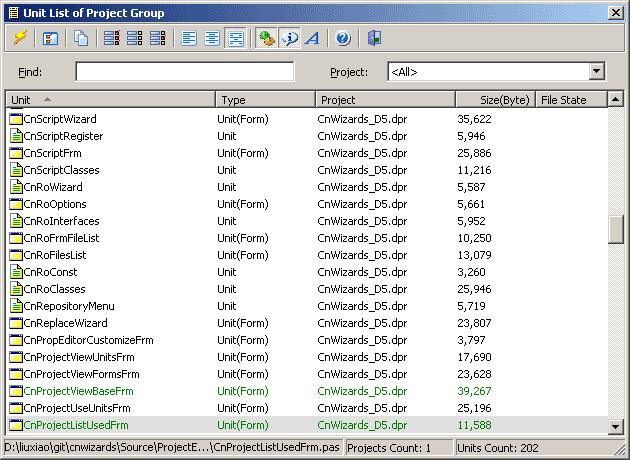 Unit List of Project Group
Find: Project: <All>
Unit Type Project Size(Byte) File State
CnScriptWizard Unit(Form) CnWizards_D5.dpr 35,622
CnScriptRegister Unit CnWizards_D5.dpr 5,946
CnScriptFrm Unit(Form) CnWizards_D5.dpr 25,886
CnScriptClasses Unit CnWizards_D5.dpr 11,216
CnRoWizard Unit CnWizards_D5.dpr 5,587
CnRoOptions Unit(Form) CnWizards_D5.dpr 5,661
CnRoInterfaces Unit CnWizards_D5.dpr 5,952
CnRoFrmFileList Unit(Form) CnWizards_D5.dpr 10,250
CnRoFilesList Unit(Form) CnWizards_D5.dpr 13,079
CnRoConst Unit CnWizards_D5.dpr 3,260
CnRoClasses Unit CnWizards_D5.dpr 25,946
CnRepositoryMenu Unit CnWizards_D5.dpr 5,719
CnReplaceWizard Unit(Form) CnWizards_D5.dpr 23,807
CnPropEditorCustomizeFrm Unit(Form) CnWizards_D5.dpr 3,797
CnProjectViewUnitsFrm Unit(Form) CnWizards_D5.dpr 17,690
CnProjectViewFormsFrm Unit(Form) CnWizards_D5.dpr 23,628
CnProjectViewBaseFrm Unit(Form) CnWizards_D5.dpr 39,267
CnProjectUseUnitsFrm Unit(Form) CnWizards_D5.dpr 25,196
CnProjectListUsedFrm Unit(Form) CnWizards_D5.dpr 11,588
D:\liuxiao\git\cnwizards\Source\ProjectE...\CnProjectListUsedFrm.pas Projects Count: 1 Units Count: 202